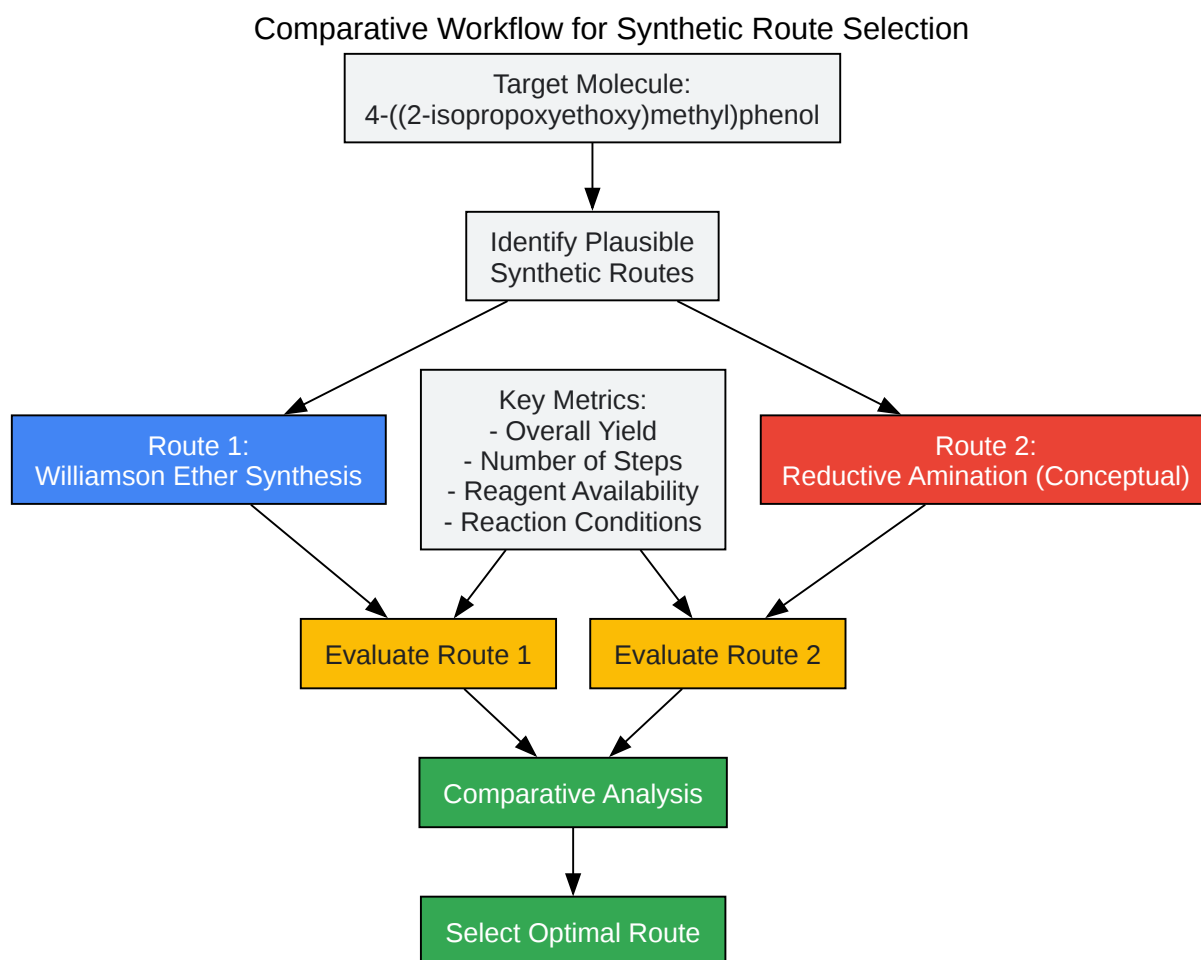 Comparative Workflow for Synthetic Route Selection
Target Molecule:
4-((2-isopropoxyethoxy)methyl)phenol
Identify Plausible
Synthetic Routes
Route 1:
Williamson Ether Synthesis
Key Metrics:
- Overall Yield
- Number of Steps
- Reagent Availability
- Reaction Conditions
Route 2:
Reductive Amination (Conceptual)
Evaluate Route 1
Evaluate Route 2
Comparative Analysis
Select Optimal Route